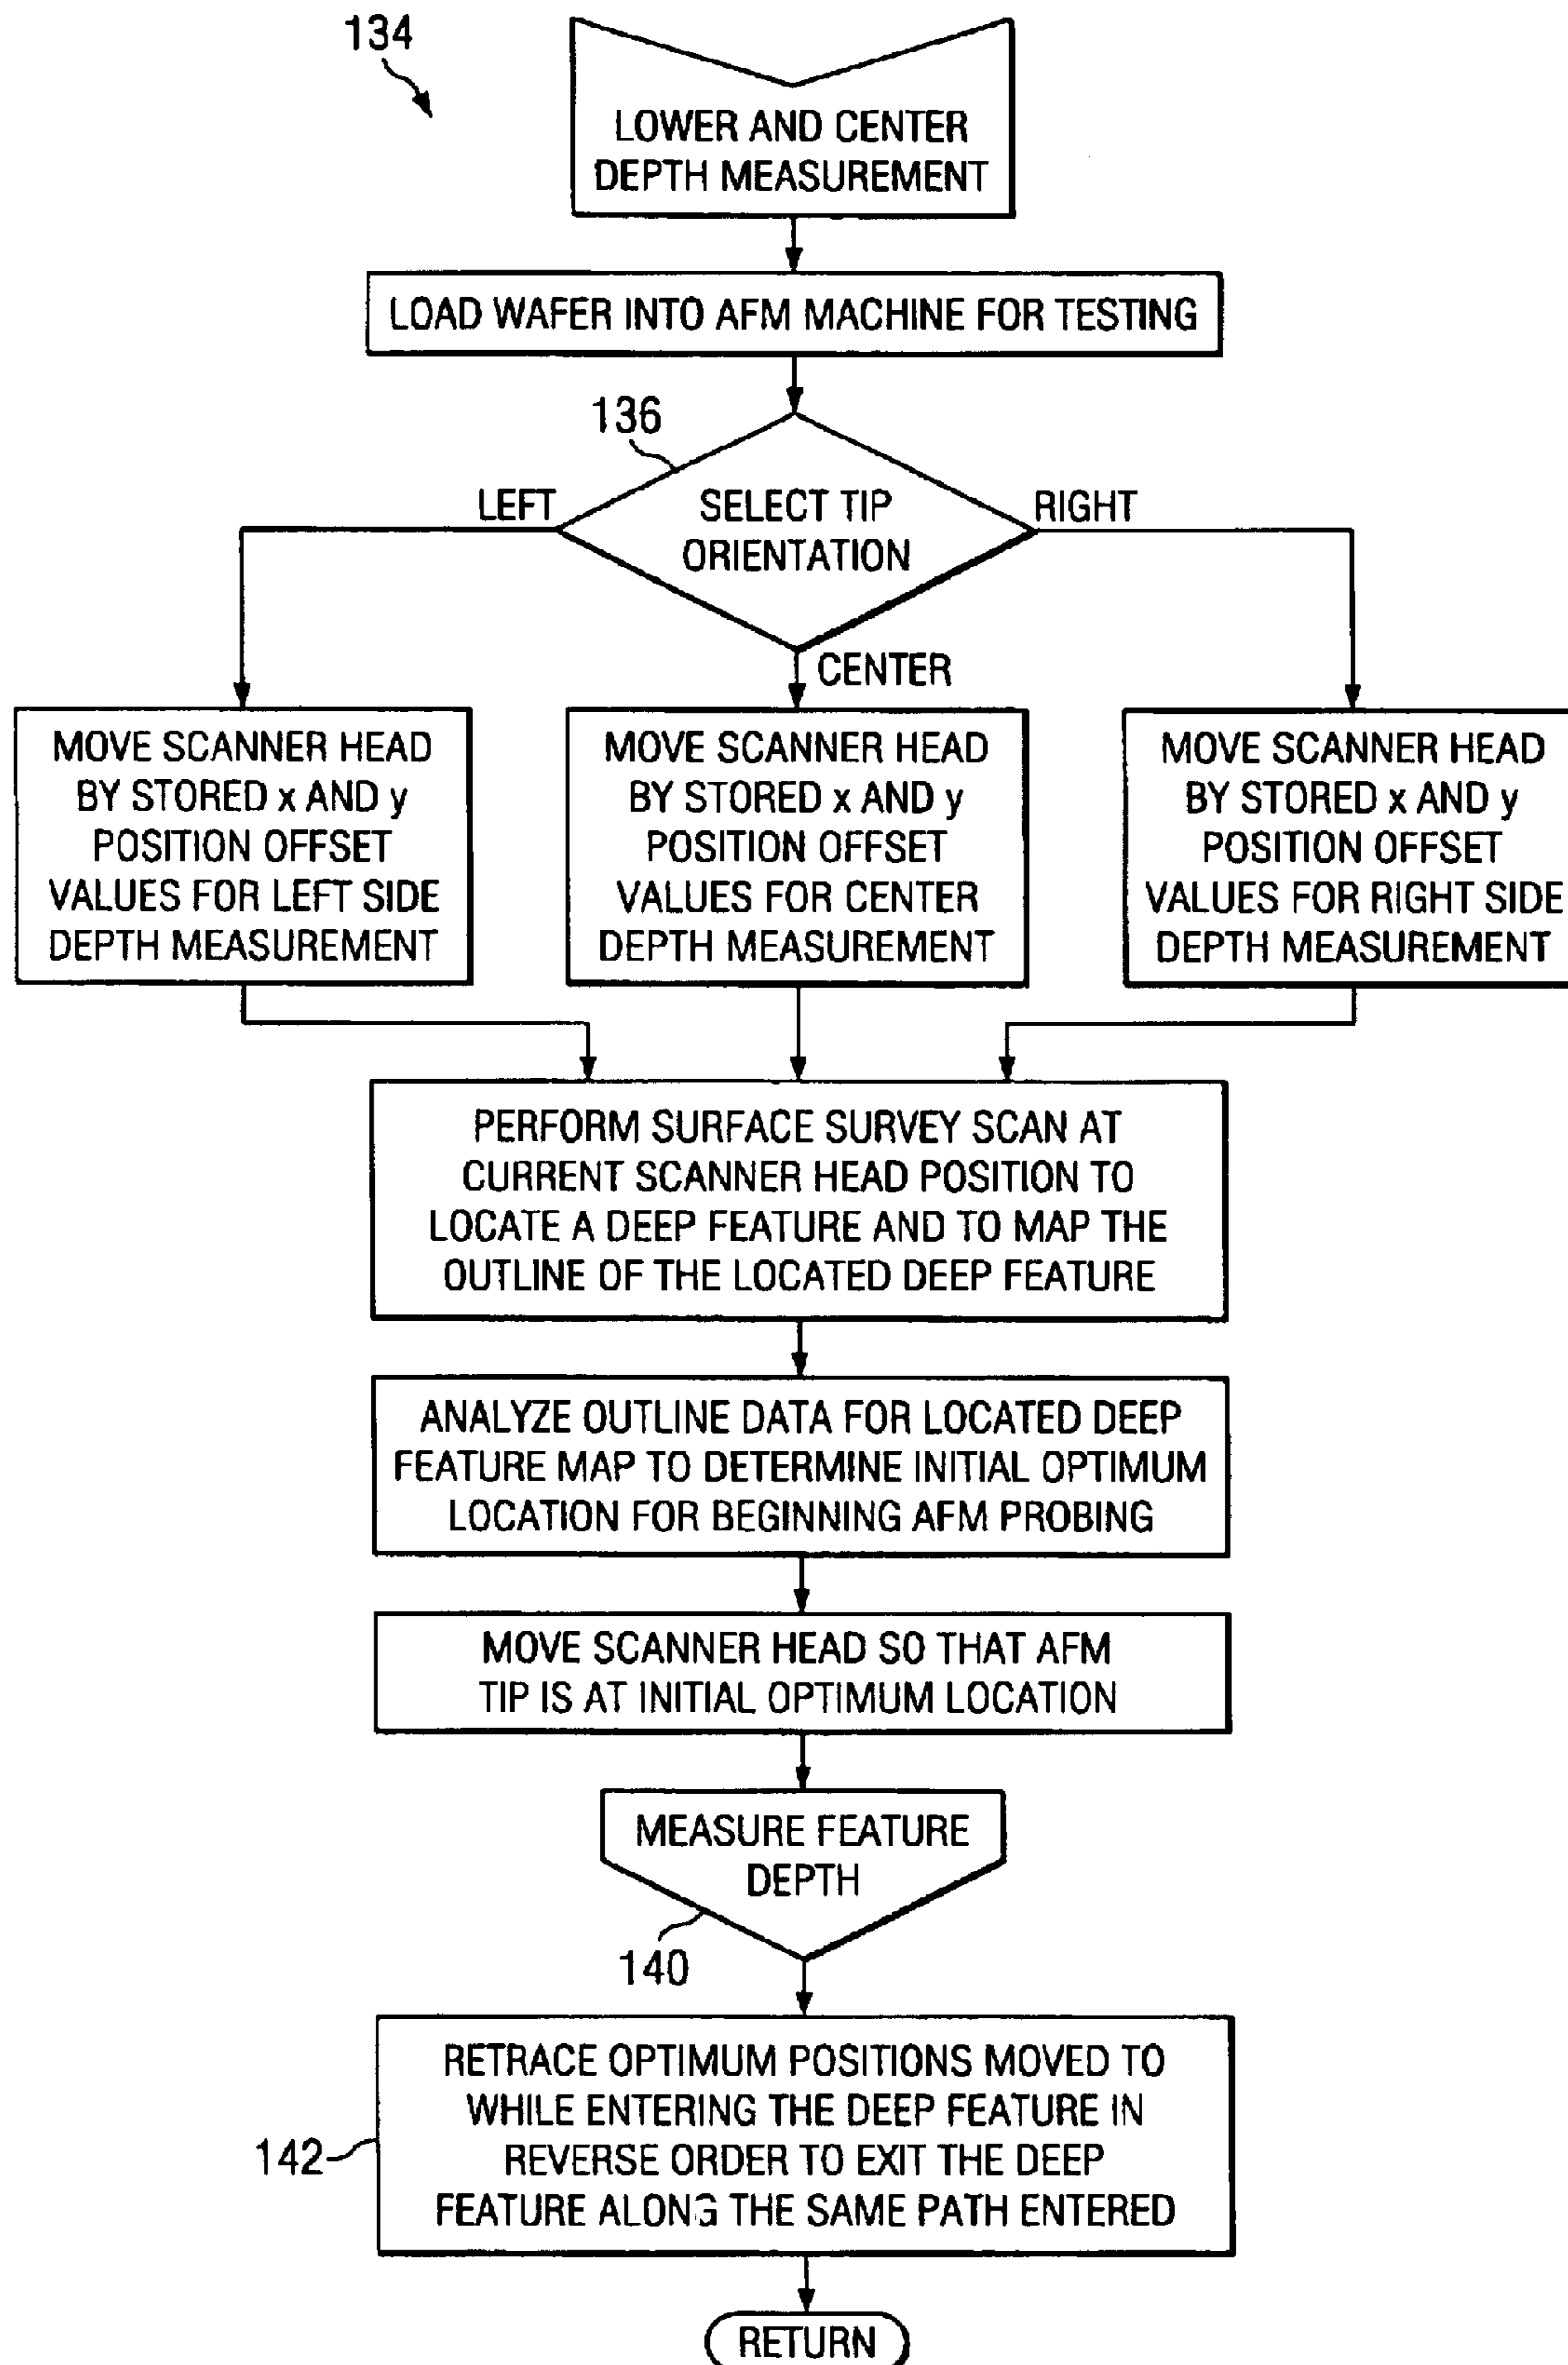 134
LOWER AND CENTER
DEPTH MEASUREMENT
LOAD WAFER INTO AFM MACHINE FOR TESTING
136
LEFT
SELECT TIP
ORIENTATION
RIGHT
CENTER
MOVE SCANNER HEAD
BY STORED x AND y
POSITION OFFSET
VALUES FOR LEFT SIDE
DEPTH MEASUREMENT
MOVE SCANNER HEAD
BY STORED x AND y
POSITION OFFSET
VALUES FOR CENTER
DEPTH MEASUREMENT
MOVE SCANNER HEAD
BY STORED x AND y
POSITION OFFSET
VALUES FOR RIGHT SIDE
DEPTH MEASUREMENT
PERFORM SURFACE SURVEY SCAN AT
CURRENT SCANNER HEAD POSITION TO
LOCATE A DEEP FEATURE AND TO MAP THE
OUTLINE OF THE LOCATED DEEP FEATURE
ANALYZE OUTLINE DATA FOR LOCATED DEEP
FEATURE MAP TO DETERMINE INITIAL OPTIMUM
LOCATION FOR BEGINNING AFM PROBING
MOVE SCANNER HEAD SO THAT AFM
TIP IS AT INITIAL OPTIMUM LOCATION
MEASURE FEATURE
DEPTH
140
RETRACE OPTIMUM POSITIONS MOVED TO
WHILE ENTERING THE DEEP FEATURE IN
REVERSE ORDER TO EXIT THE DEEP
FEATURE ALONG THE SAME PATH ENTERED
142
RETURN